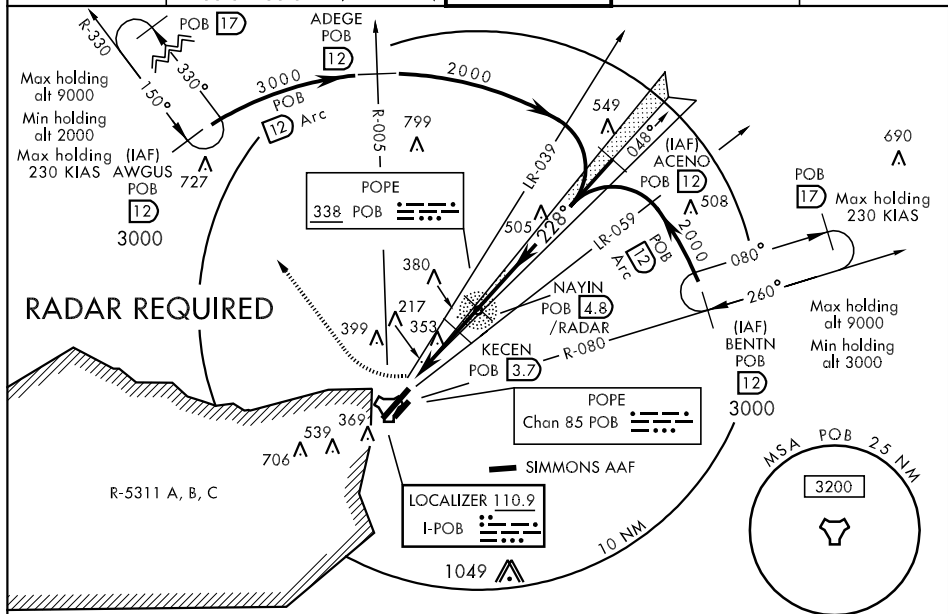 R-330
POB 17
330°
150°
Max holding
alt 9000
Min holding
alt 2000
Max holding
230 KIAS
(IAF)
AWGUS
POB
12
3000
727
3000
POB
12 Arc
ADEGE
POB
12
R-005
2000
799
POPE
338 POB
LR-039
549
048°
(IAF)
ACENO
POB 12
508
505
228°
LR-059
2000
POB
12
Arc
690
POB
17
Max holding
230 KIAS
080°
260°
Max holding
alt 9000
Min holding
alt 3000
(IAF)
BENTN
POB
12
3000
RADAR REQUIRED
380
217
399
353
NAYIN
POB 4.8
/RADAR
R-080
KECEN
POB 3.7
POPE
Chan 85 POB
369
539
706
R-5311 A, B, C
SIMMONS AAF
LOCALIZER 110.9
I-POB
1049
10 NM
MSA POB 25 NM
3200